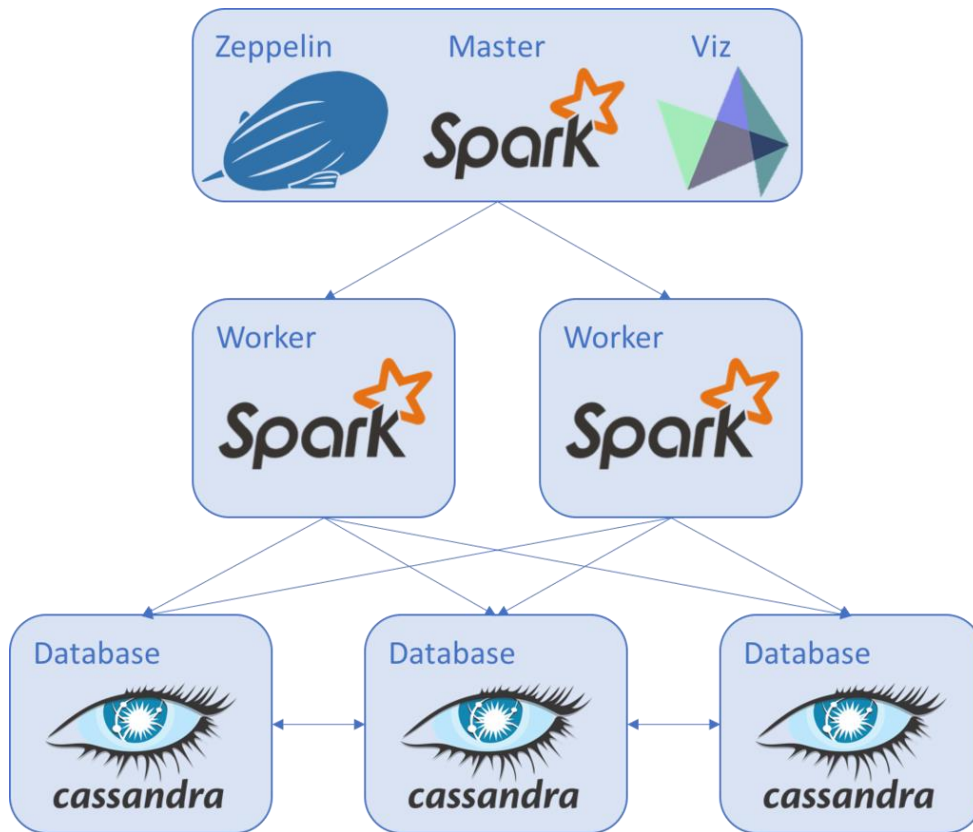 Zeppelin Master Viz
Spark
Worker Worker
Spark Spark
Database Database Database
cassandra cassandra cassandra